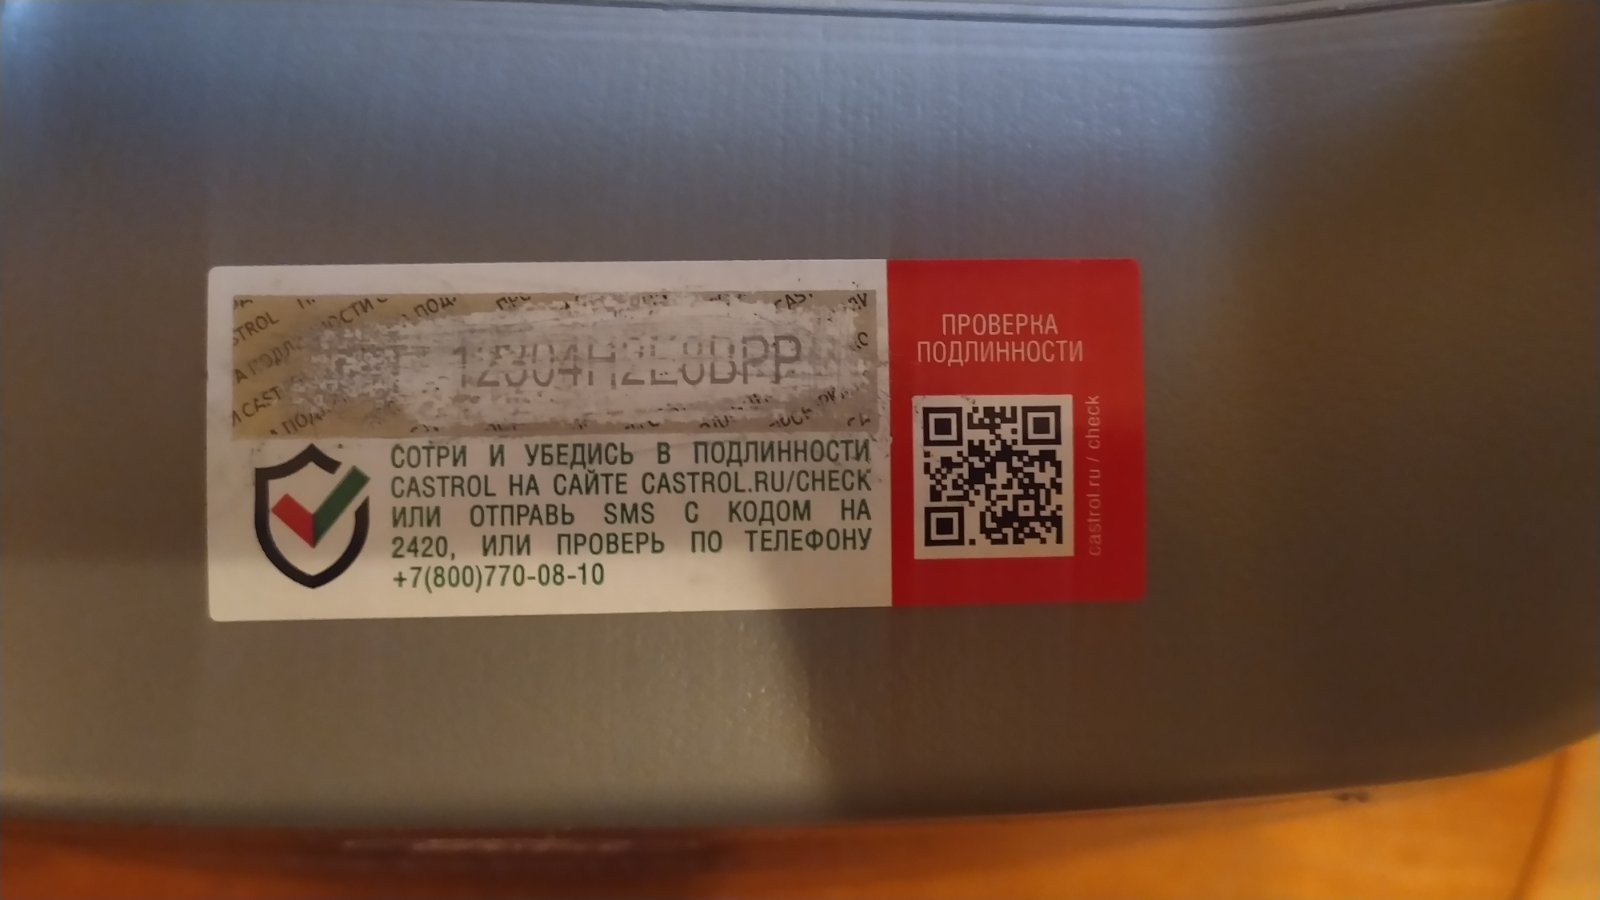 12304H2E8DPP
СОТРИ И УБЕДИСЬ В ПОДЛИННОСТИ
CASTROL НА САЙТЕ CASTROL.RU/CHECK
ИЛИ ОТПРАВЬ SMS С КОДОМ НА
2420, ИЛИ ПРОВЕРЬ ПО ТЕЛЕФОНУ
+7(800)770-08-10
ПРОВЕРКА
ПОДЛИННОСТИ
castrol.ru / check